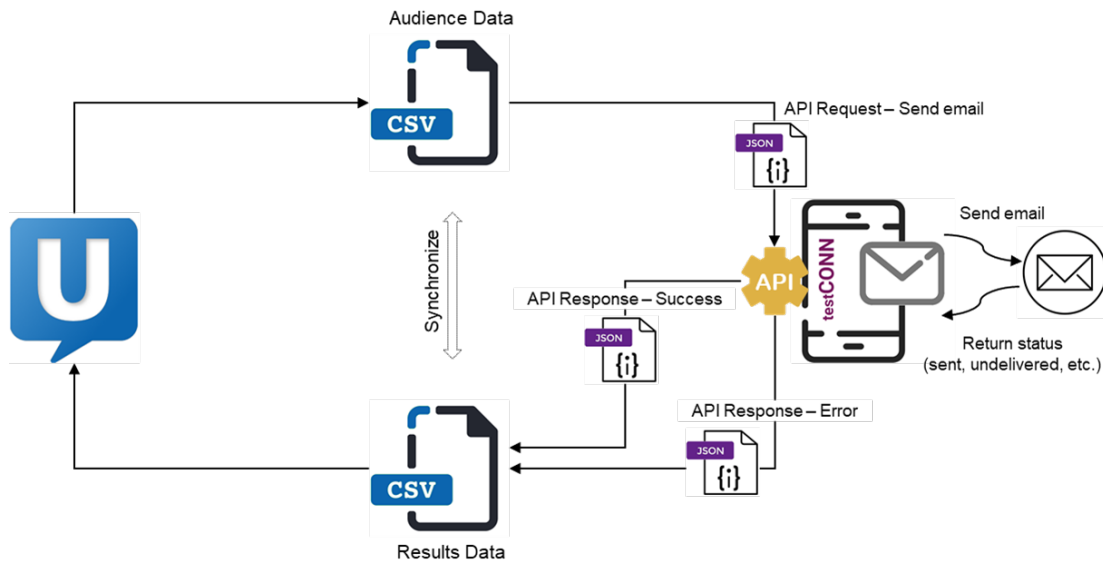 Audience Data
CSV
API Request – Send email
JSON
{i}
U
Synchronize
API
testCONN
Send email
API Response – Success
JSON
{i}
Return status
(sent, undelivered, etc.)
API Response – Error
JSON
{i}
CSV
Results Data